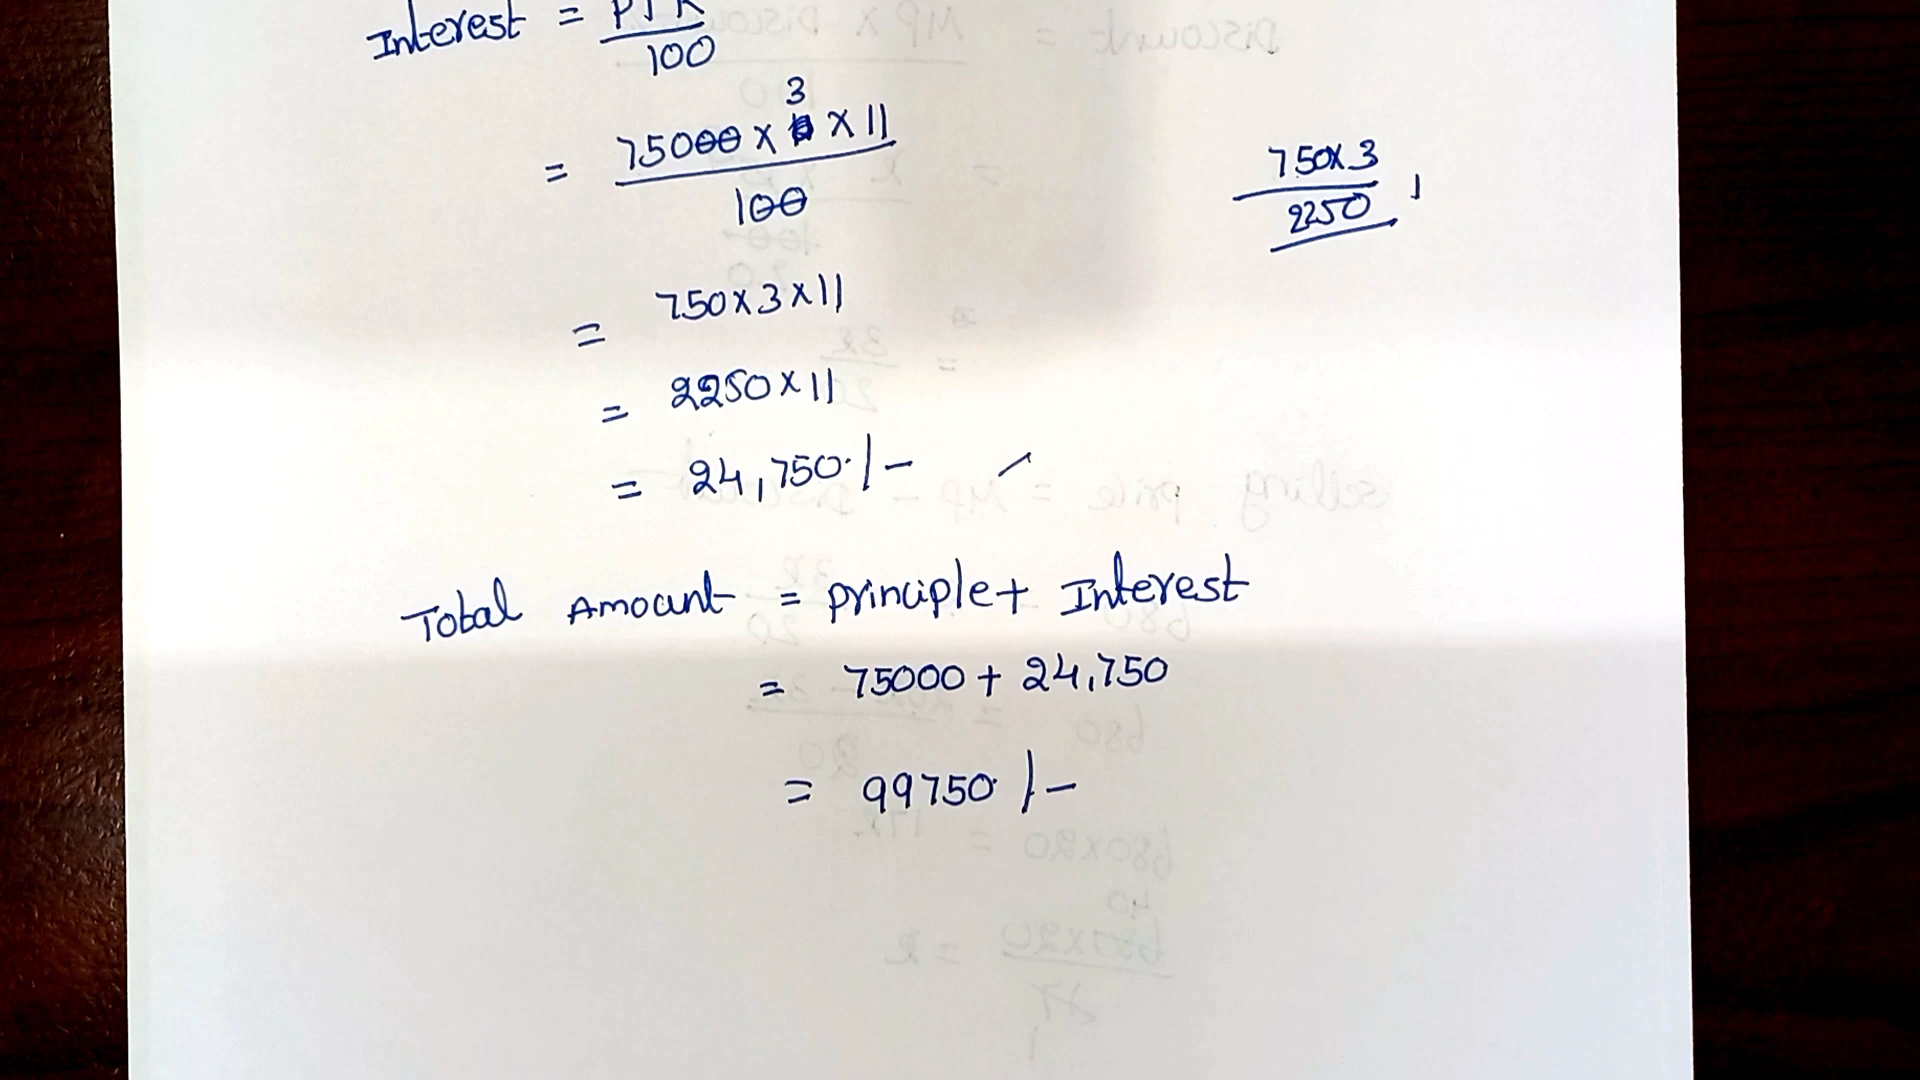 Interest = PTR
100
3
= 75000 x x 11
100
750x3
2250
= 750x3x11
= 2250x11
= 24,750/-
Total Amount = principle + Interest
= 75000 + 24,750
= 99750/-